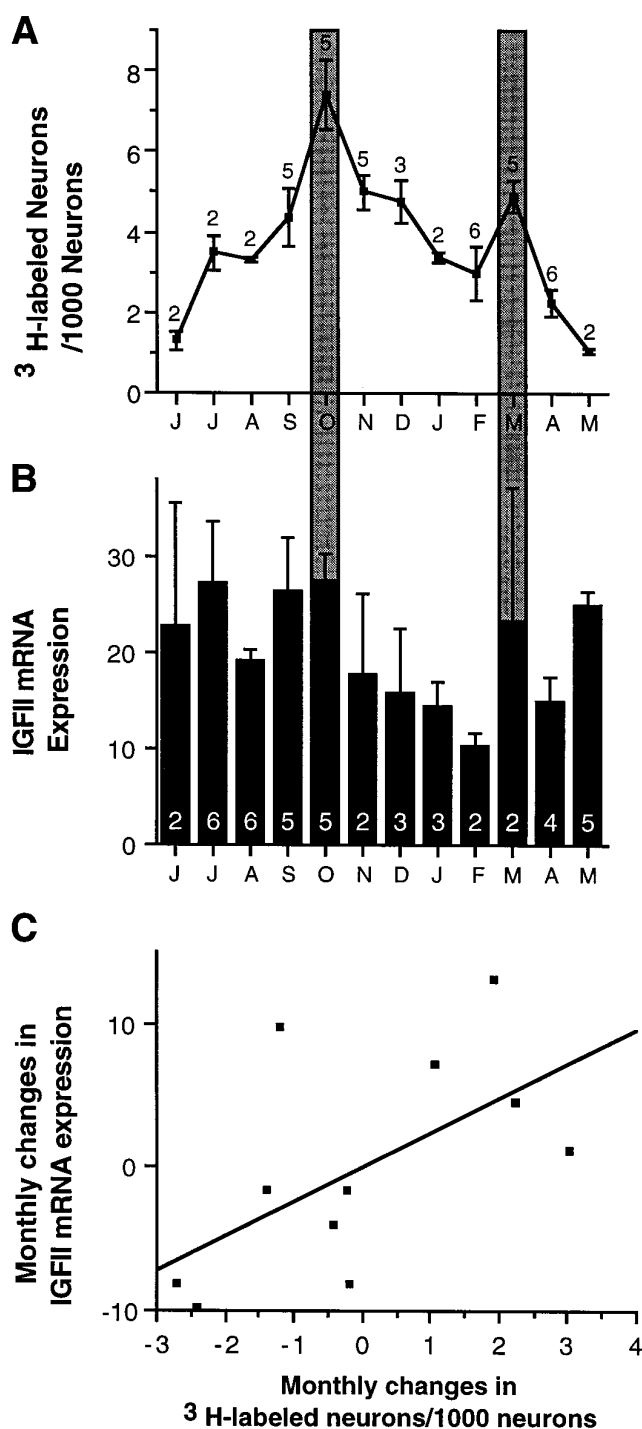 A
5
8
3H-labeled Neurons
/1000 Neurons
6
5
5
3
5
2
2
2
6
6
4
2
2
2
0
J J A S O N D J F M A M
B
IGFII mRNA
Expression
30
20
10
2 6 6 5 5 2 3 3 2 2 4 5
0
J J A S O N D J F M A M
C
Monthly changes in
IGFII mRNA expression
10
0
-10
-3 -2 -1 0 1 2 3 4
Monthly changes in
3H-labeled neurons/1000 neurons